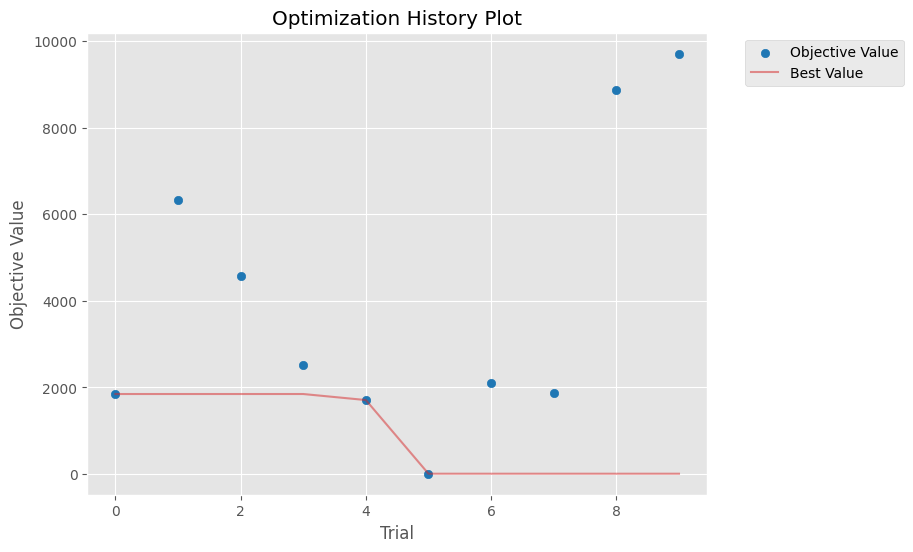 Optimization History Plot
10000
8000
6000
4000
2000
0
Objective Value
0 2 4 6 8
Trial
Objective Value
Best Value